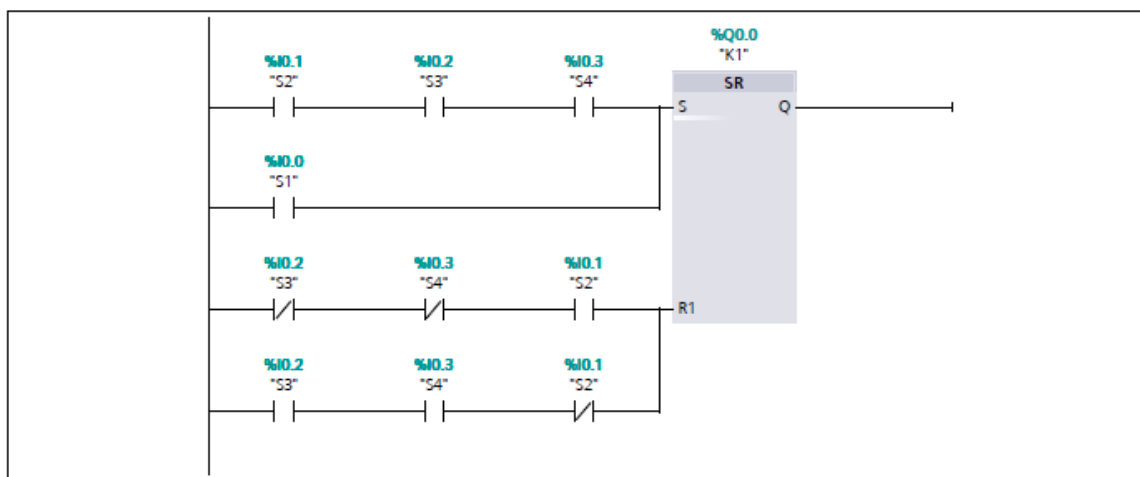 %Q0.0
"K1"
%I0.1 %I0.2 %I0.3
"S2" "S3" "S4" SR
S Q
%I0.0
"S1"
%I0.2 %I0.3 %I0.1
"S3" "S4" "S2"
R1
%I0.2 %I0.3 %I0.1
"S3" "S4" "S2"